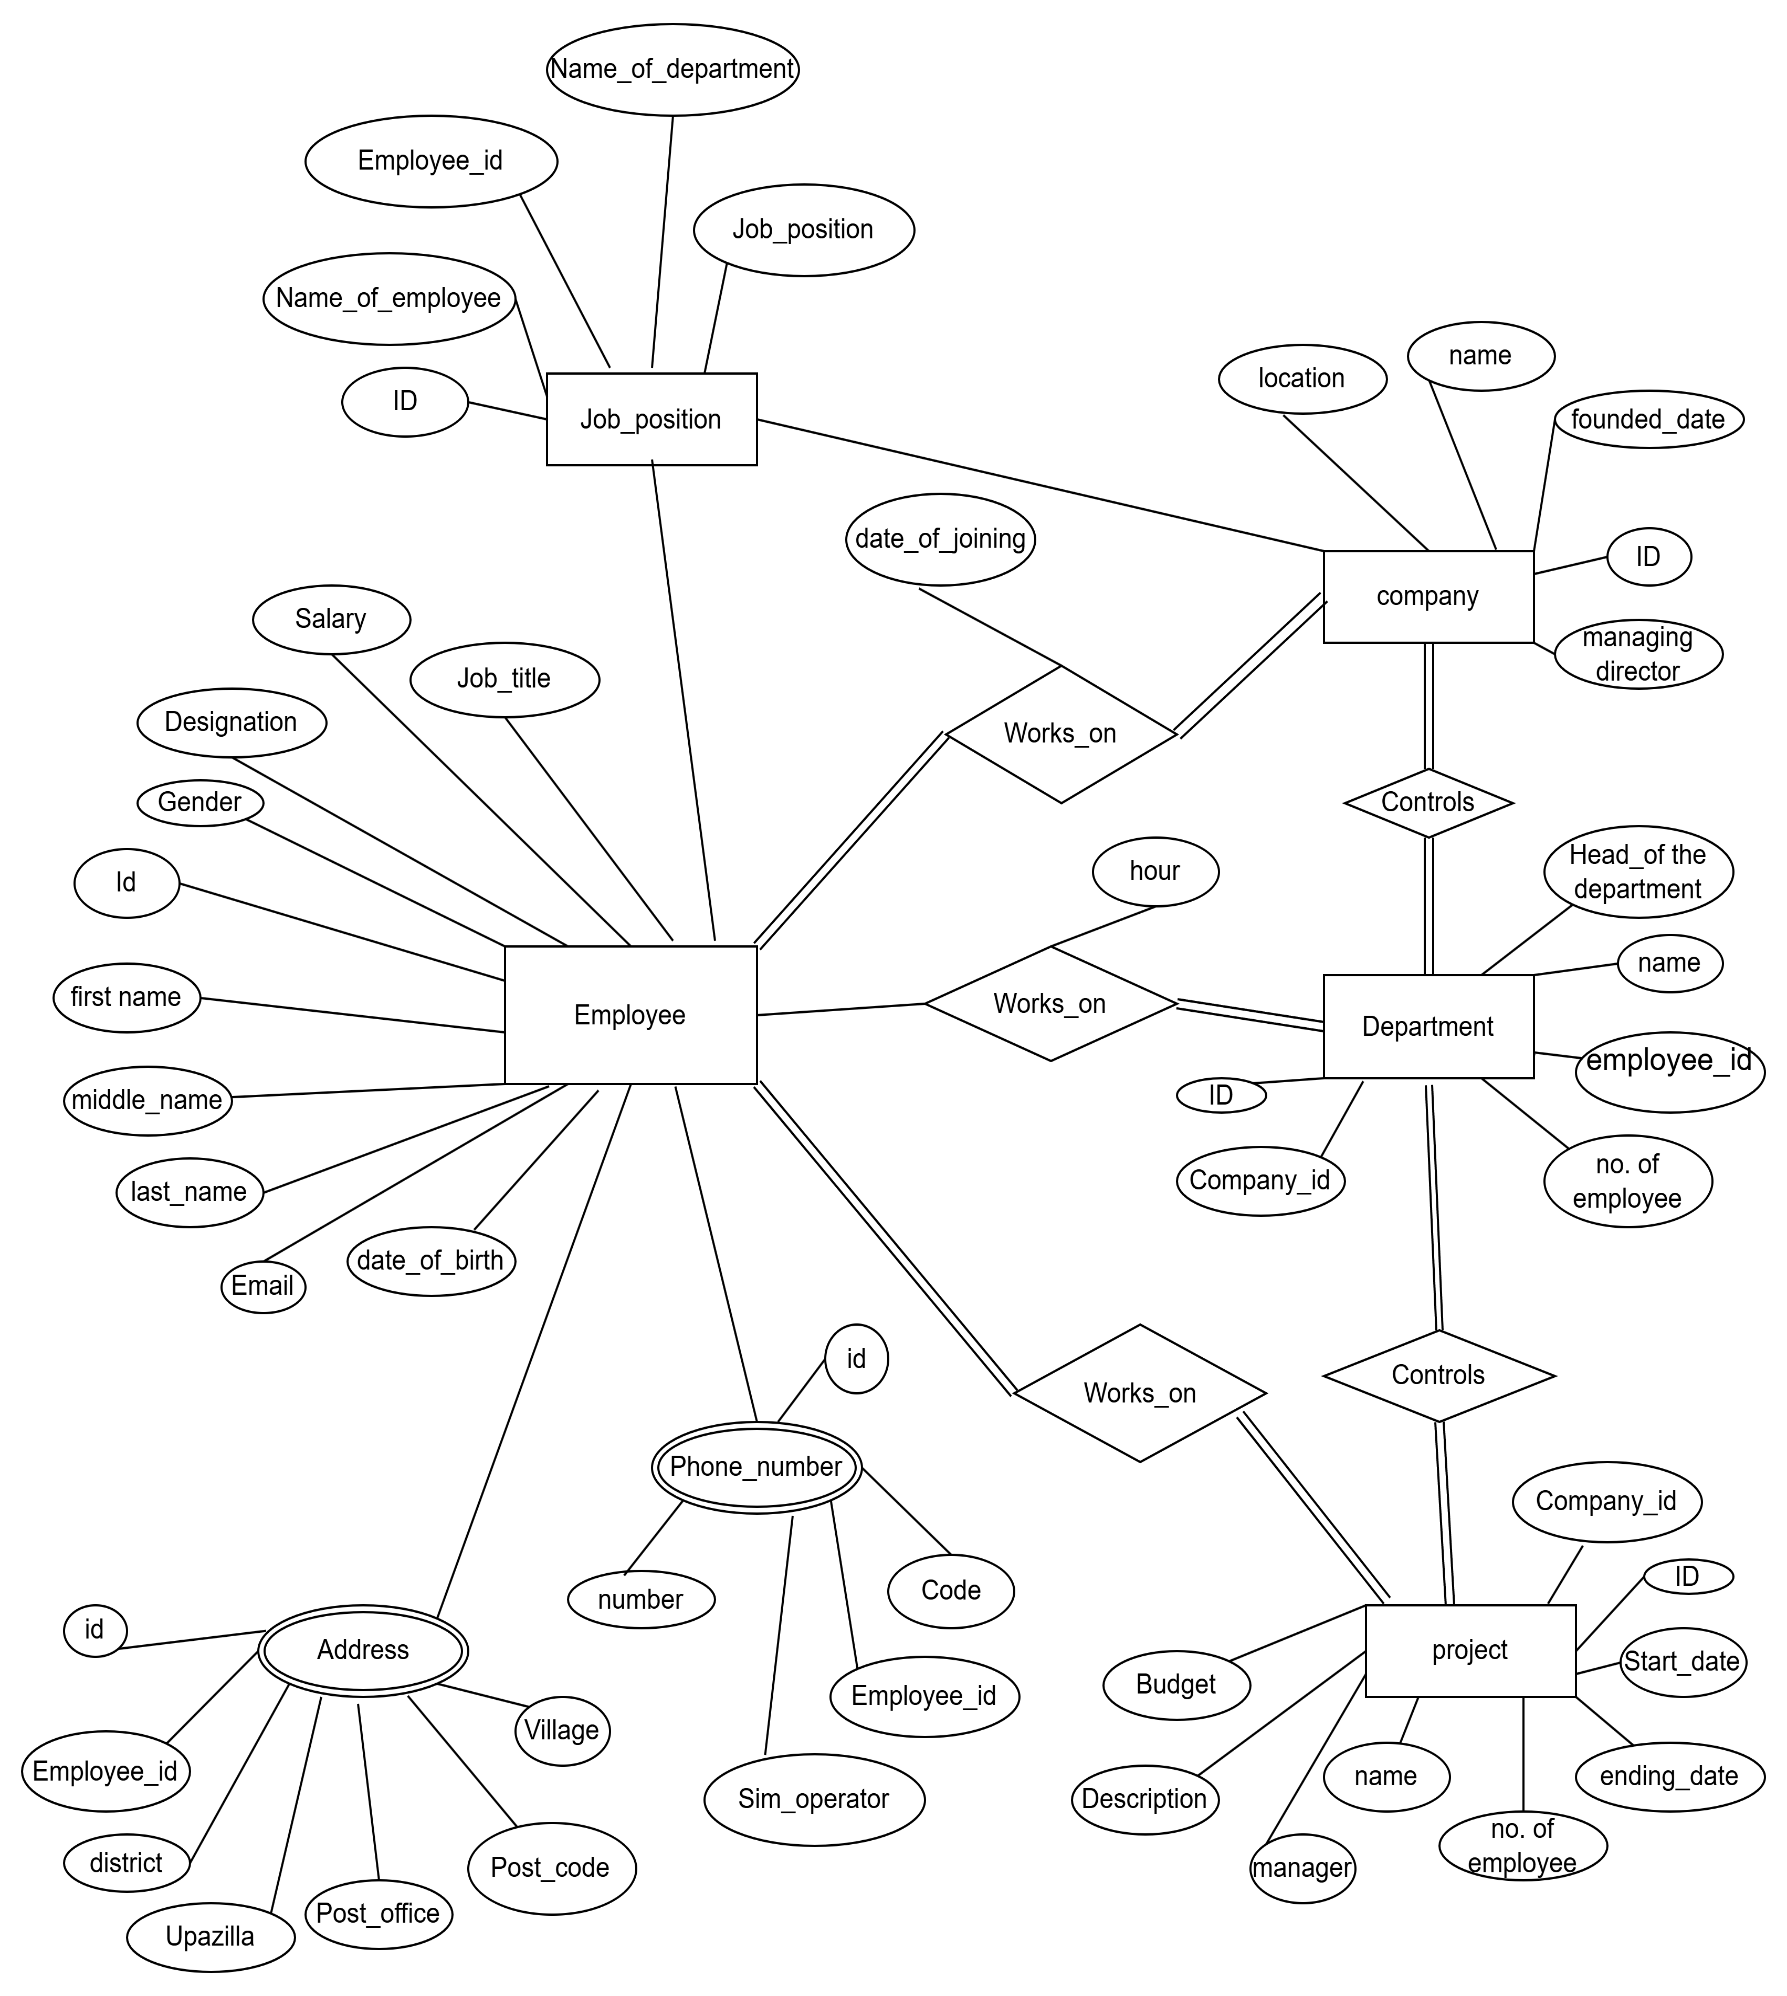 Name_of_department
Employee_id
Job_position
Name_of_employee
ID
Job_position
location
name
founded_date
ID
company
managing
director
date_of_joining
Salary
Job_title
Designation
Works_on
Gender
Controls
Id
hour
Head_of the
department
name
first name
Employee
Works_on
Department
employee_id
middle_name
ID
last_name
Company_id
no. of
employee
Email
date_of_birth
id
Works_on
Controls
Phone_number
Company_id
number
Code
ID
id
Address
project
Start_date
Budget
Employee_id
Village
Employee_id
Sim_operator
Description
name
ending_date
district
Post_code
manager
no. of
employee
Upazilla
Post_office